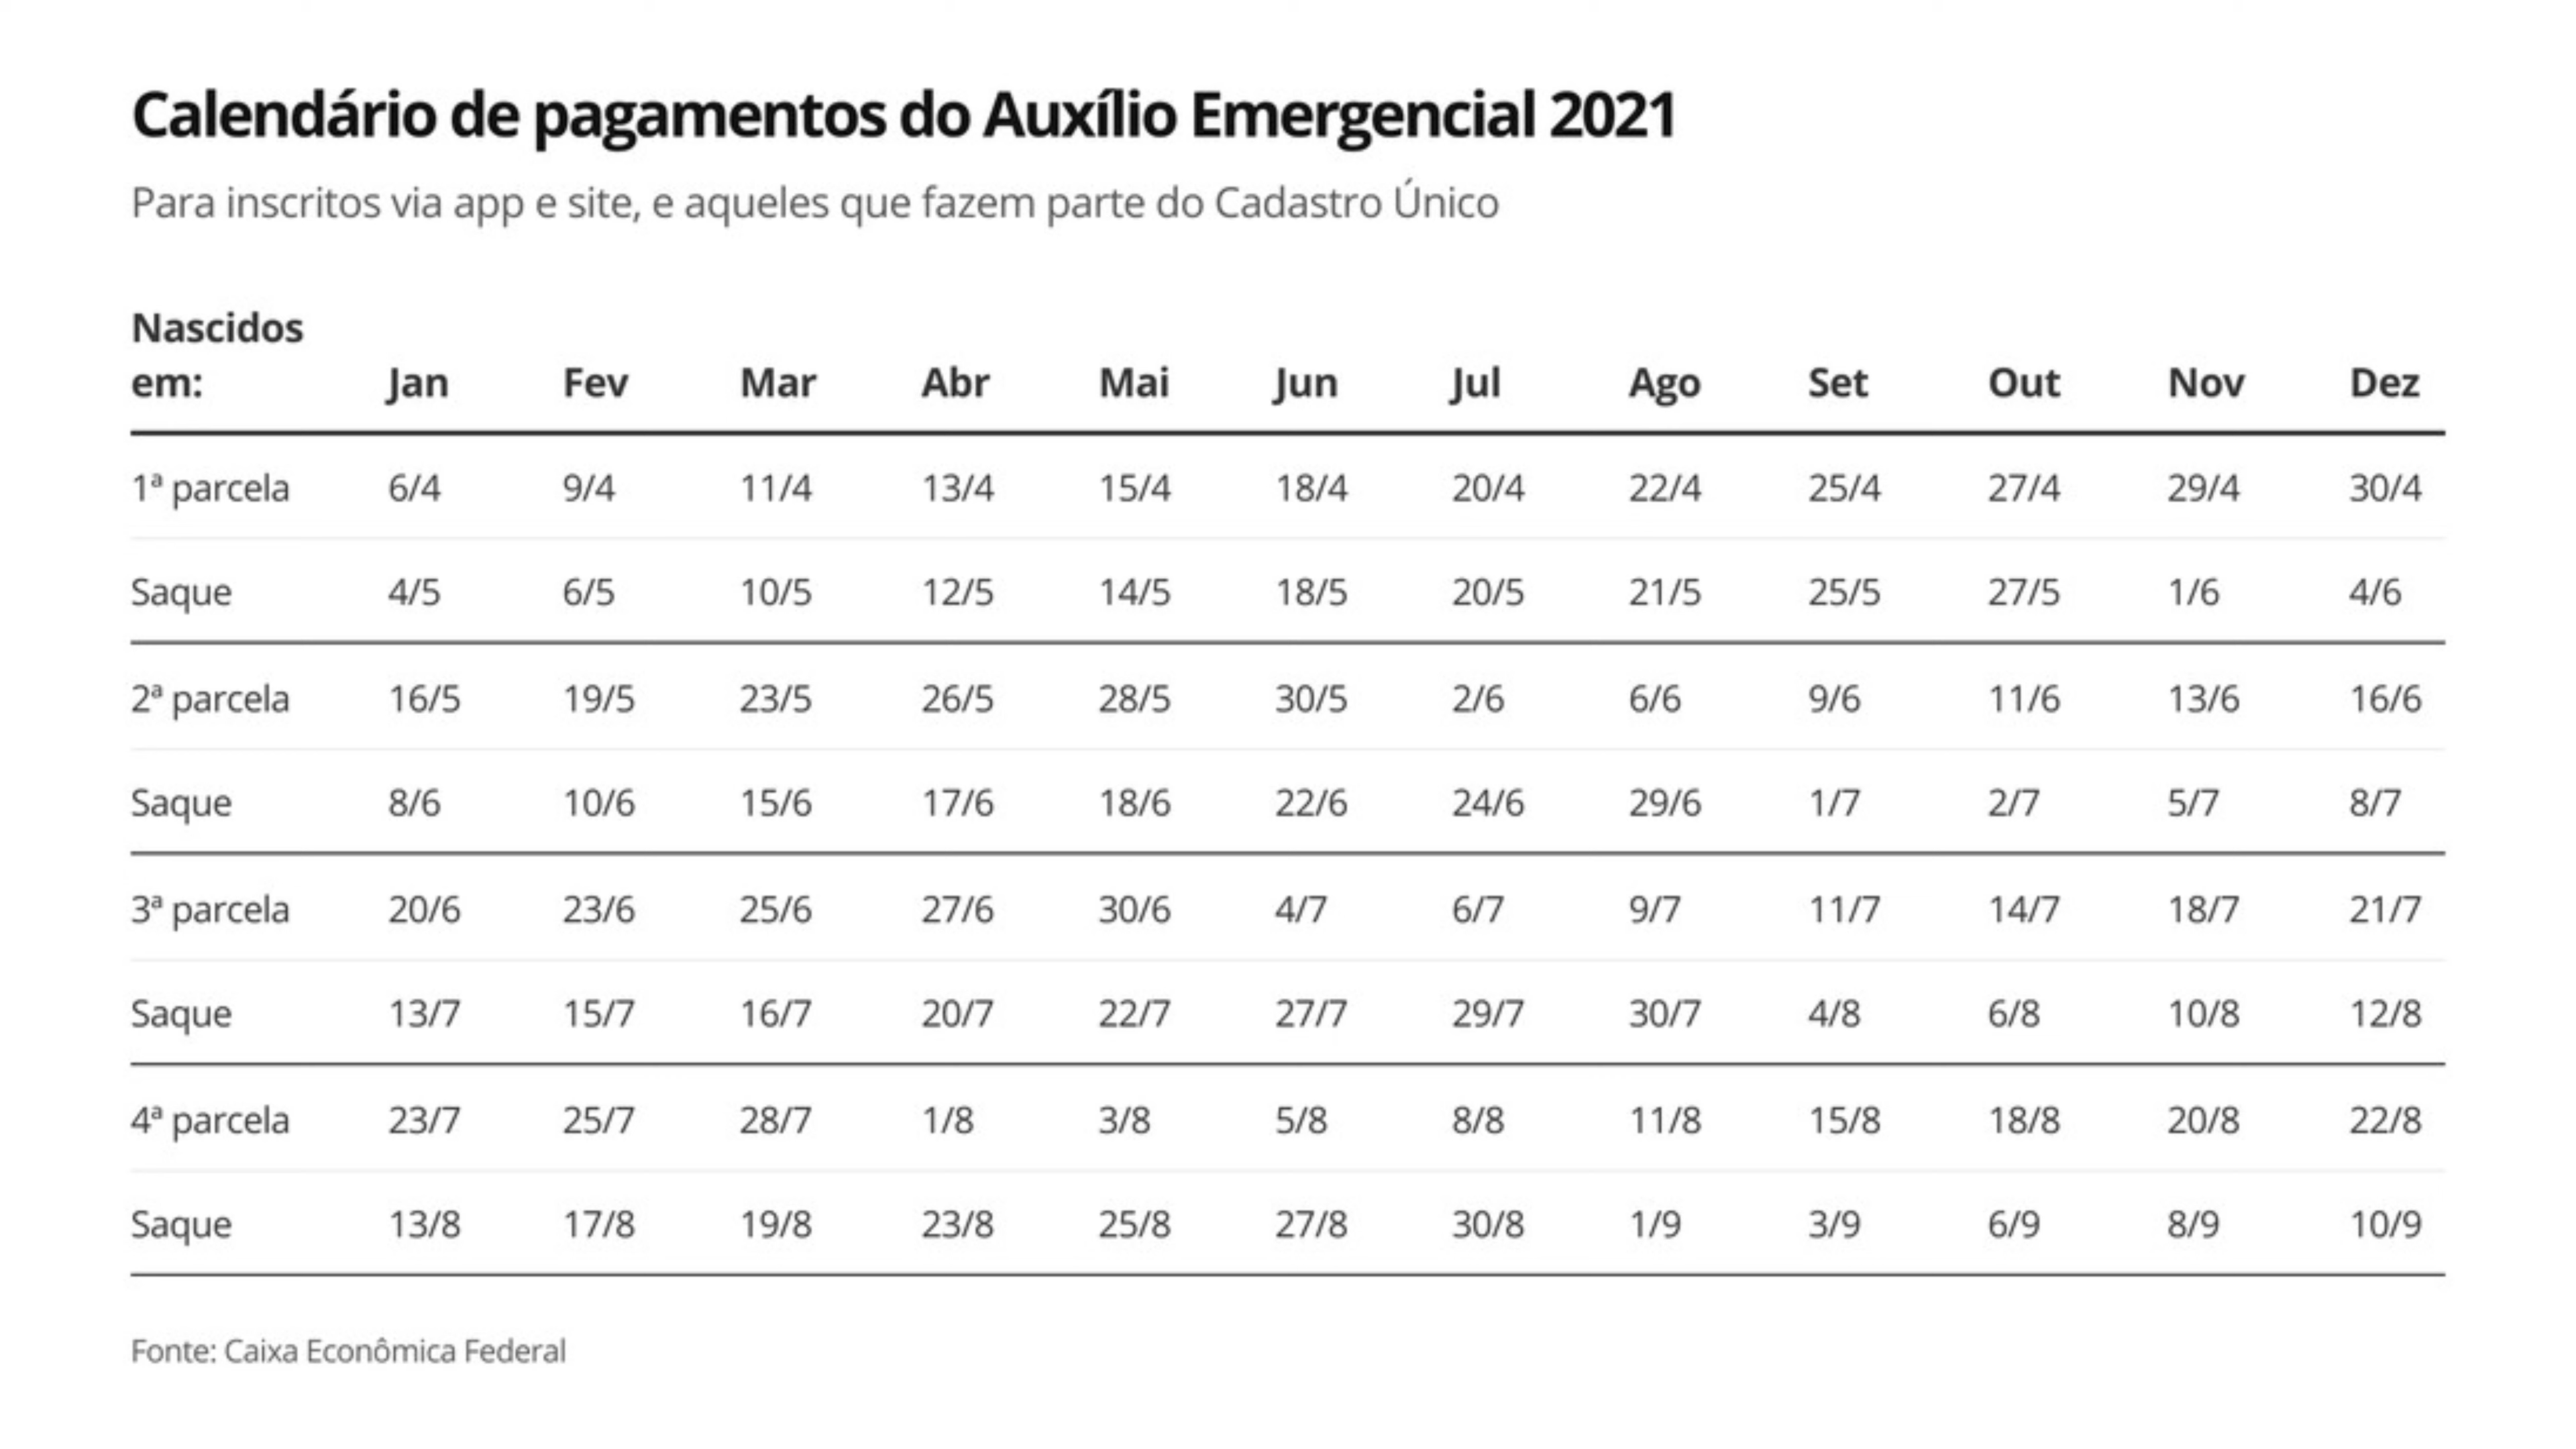 Calendário de pagamentos do Auxílio Emergencial 2021
Para inscritos via app e site, e aqueles que fazem parte do Cadastro Único
Nascidos
em: Jan Fev Mar Abr Mai Jun Jul Ago Set Out Nov Dez
1ª parcela 6/4 9/4 11/4 13/4 15/4 18/4 20/4 22/4 25/4 27/4 29/4 30/4
Saque 4/5 6/5 10/5 12/5 14/5 18/5 20/5 21/5 25/5 27/5 1/6 4/6
2ª parcela 16/5 19/5 23/5 26/5 28/5 30/5 2/6 6/6 9/6 11/6 13/6 16/6
Saque 8/6 10/6 15/6 17/6 18/6 22/6 24/6 29/6 1/7 2/7 5/7 8/7
3ª parcela 20/6 23/6 25/6 27/6 30/6 4/7 6/7 9/7 11/7 14/7 18/7 21/7
Saque 13/7 15/7 16/7 20/7 22/7 27/7 29/7 30/7 4/8 6/8 10/8 12/8
4ª parcela 23/7 25/7 28/7 1/8 3/8 5/8 8/8 11/8 15/8 18/8 20/8 22/8
Saque 13/8 17/8 19/8 23/8 25/8 27/8 30/8 1/9 3/9 6/9 8/9 10/9
Fonte: Caixa Econômica Federal